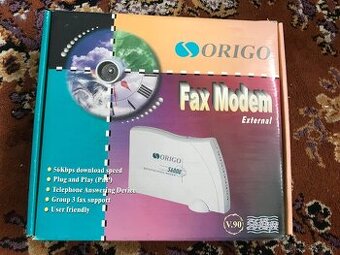 ORIGO
Fax Modem
External
ORIGO
5600E
56Kbps download speed
Plug and Play (PnP)
Telephone Answering Device
Group 3 fax support
User friendly
V.90